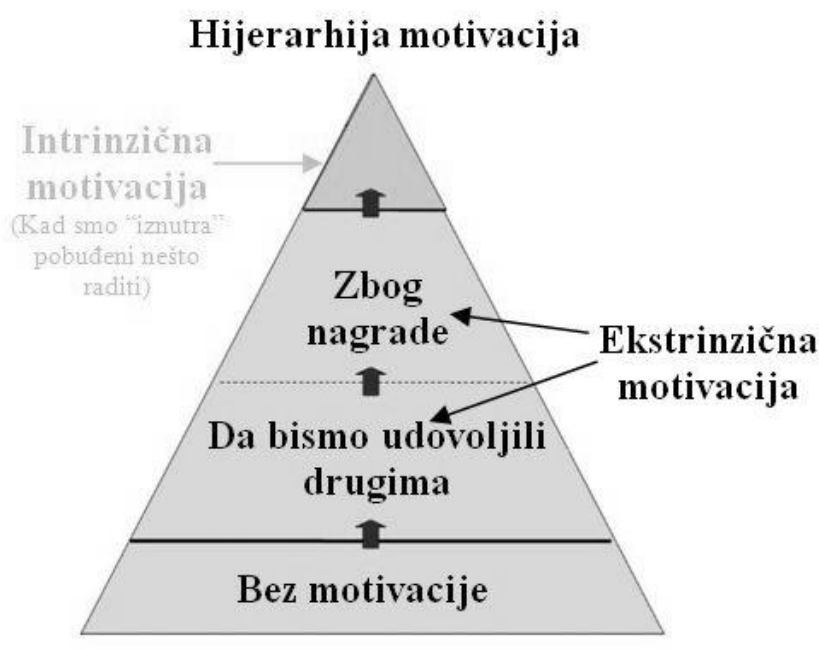 Hijerarhija motivacija
Intrinzična
motivacija
(Kad smo “iznutra”
pobuđeni nešto
raditi)
Zbog
nagrade
Ekstrinzična
motivacija
Da bismo udovoljili
drugima
Bez motivacije